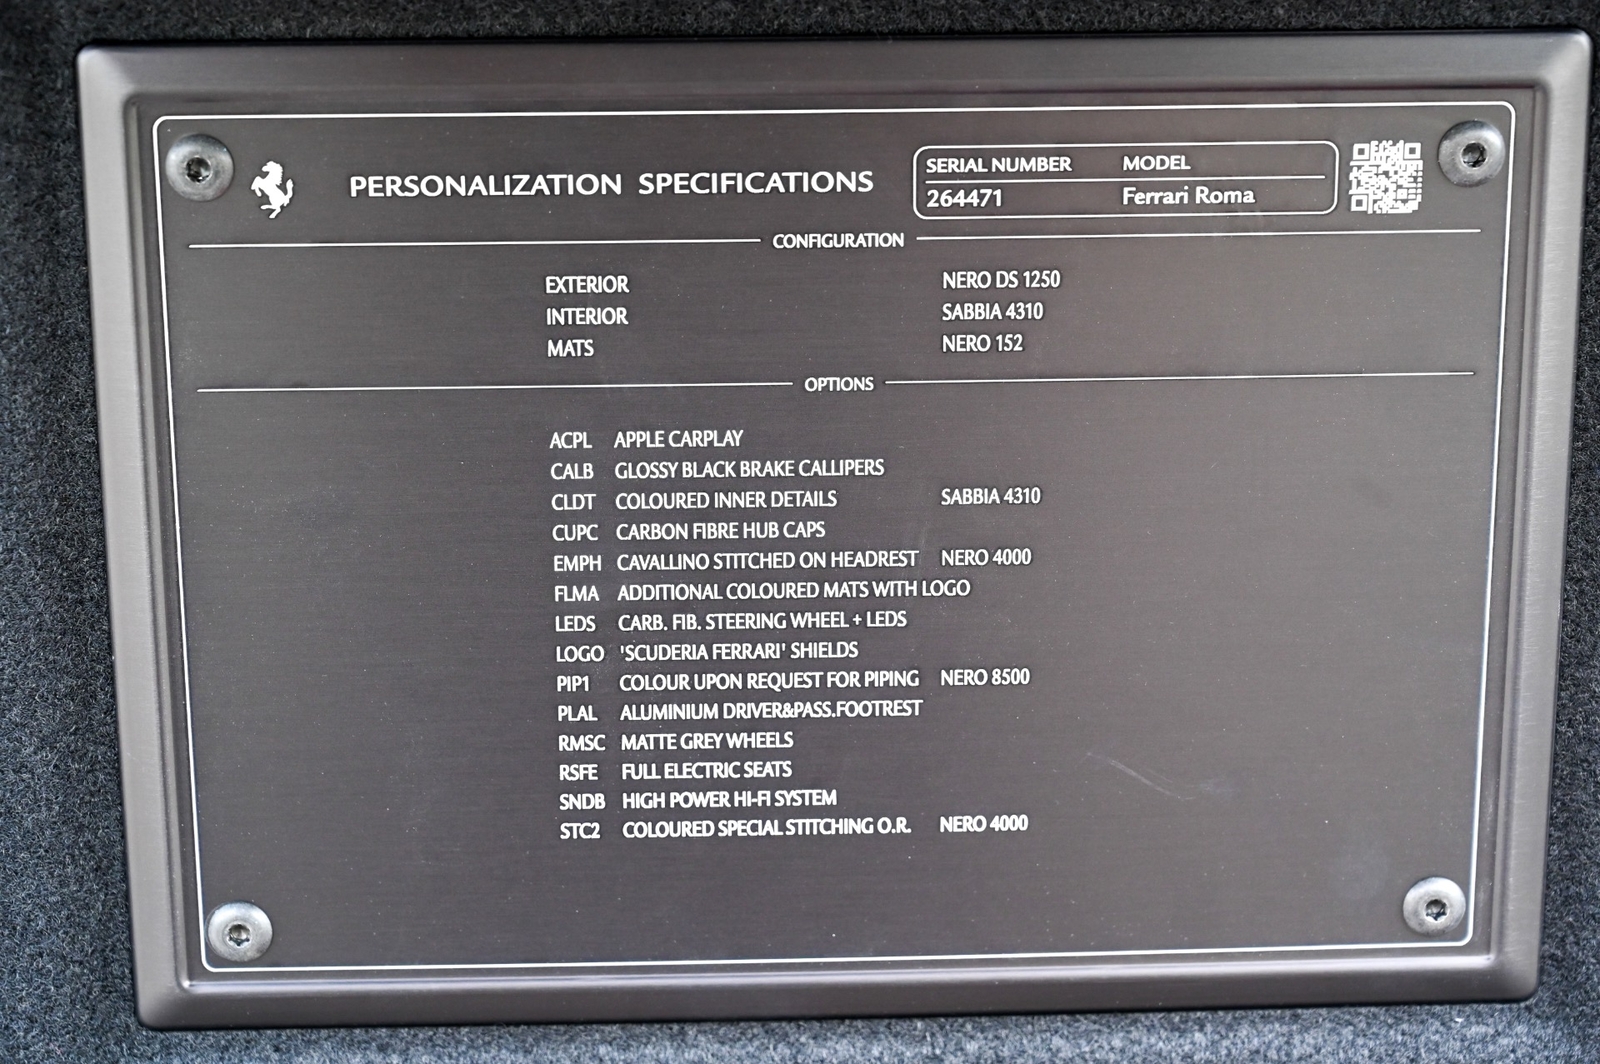 PERSONALIZATION SPECIFICATIONS
SERIAL NUMBER MODEL
264471 Ferrari Roma
CONFIGURATION
EXTERIOR NERO DS 1250
INTERIOR SABBIA 4310
MATS NERO 152
OPTIONS
ACPL APPLE CARPLAY
CALB GLOSSY BLACK BRAKE CALLIPERS
CLDT COLOURED INNER DETAILS SABBIA 4310
CUPC CARBON FIBRE HUB CAPS
EMPH CAVALLINO STITCHED ON HEADREST NERO 4000
FLMA ADDITIONAL COLOURED MATS WITH LOGO
LEDS CARB. FIB. STEERING WHEEL + LEDS
LOGO 'SCUDERIA FERRARI' SHIELDS
PIP1 COLOUR UPON REQUEST FOR PIPING NERO 8500
PLAL ALUMINIUM DRIVER&PASS.FOOTREST
RMSC MATTE GREY WHEELS
RSFE FULL ELECTRIC SEATS
SNDB HIGH POWER HI-FI SYSTEM
STC2 COLOURED SPECIAL STITCHING O.R. NERO 4000